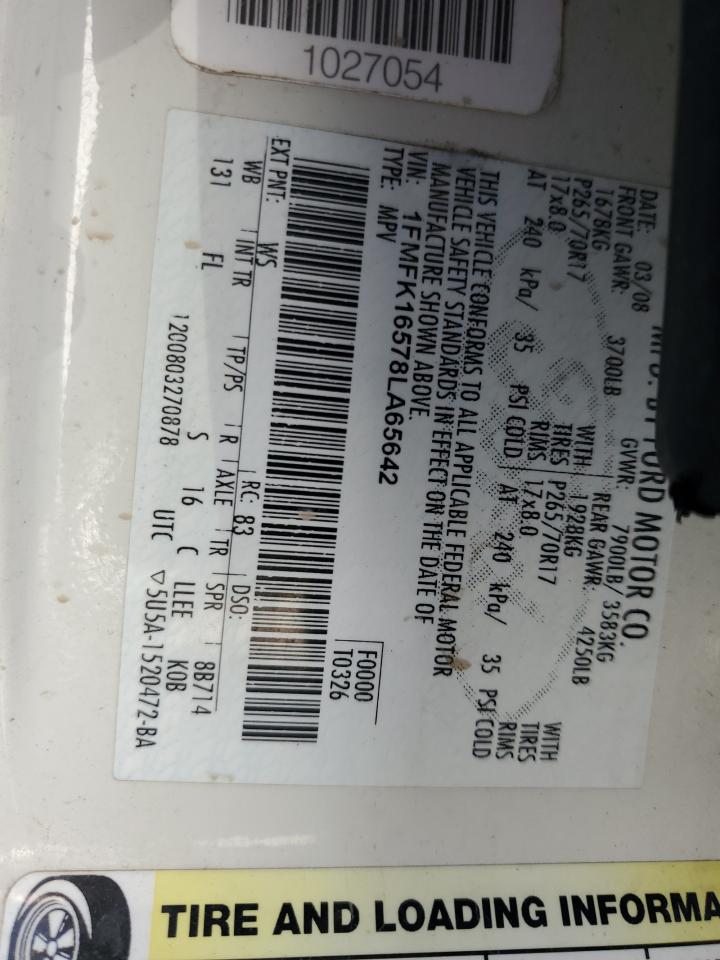 1027054
MFD. BY FORD MOTOR CO.
DATE: 03/08 GVWR: 7900LB/ 3583KG
FRONT GAWR: 3700LB REAR GAWR: 4250LB
1678KG WITH 1928KG WITH
P265/70R17 TIRES P265/70R17 TIRES
17x8.0 RIMS 17x8.0 RIMS
AT 240 kPa/ 35 PSI COLD AT 240 kPa/ 35 PSI COLD
THIS VEHICLE CONFORMS TO ALL APPLICABLE FEDERAL MOTOR
VEHICLE SAFETY STANDARDS IN EFFECT ON THE DATE OF
MANUFACTURE SHOWN ABOVE.
VIN: 1FMFK16578LA65642
TYPE: MPV
F0000
T0326
EXT PNT: WS RC: 83 DSO:
WB INT TR TP/PS R AXLE TR SPR 8B714
131 FL S 16 C LLEE KOB
UTC ▽5U5A-1520472-BA
1200803270878
TIRE AND LOADING INFORMA